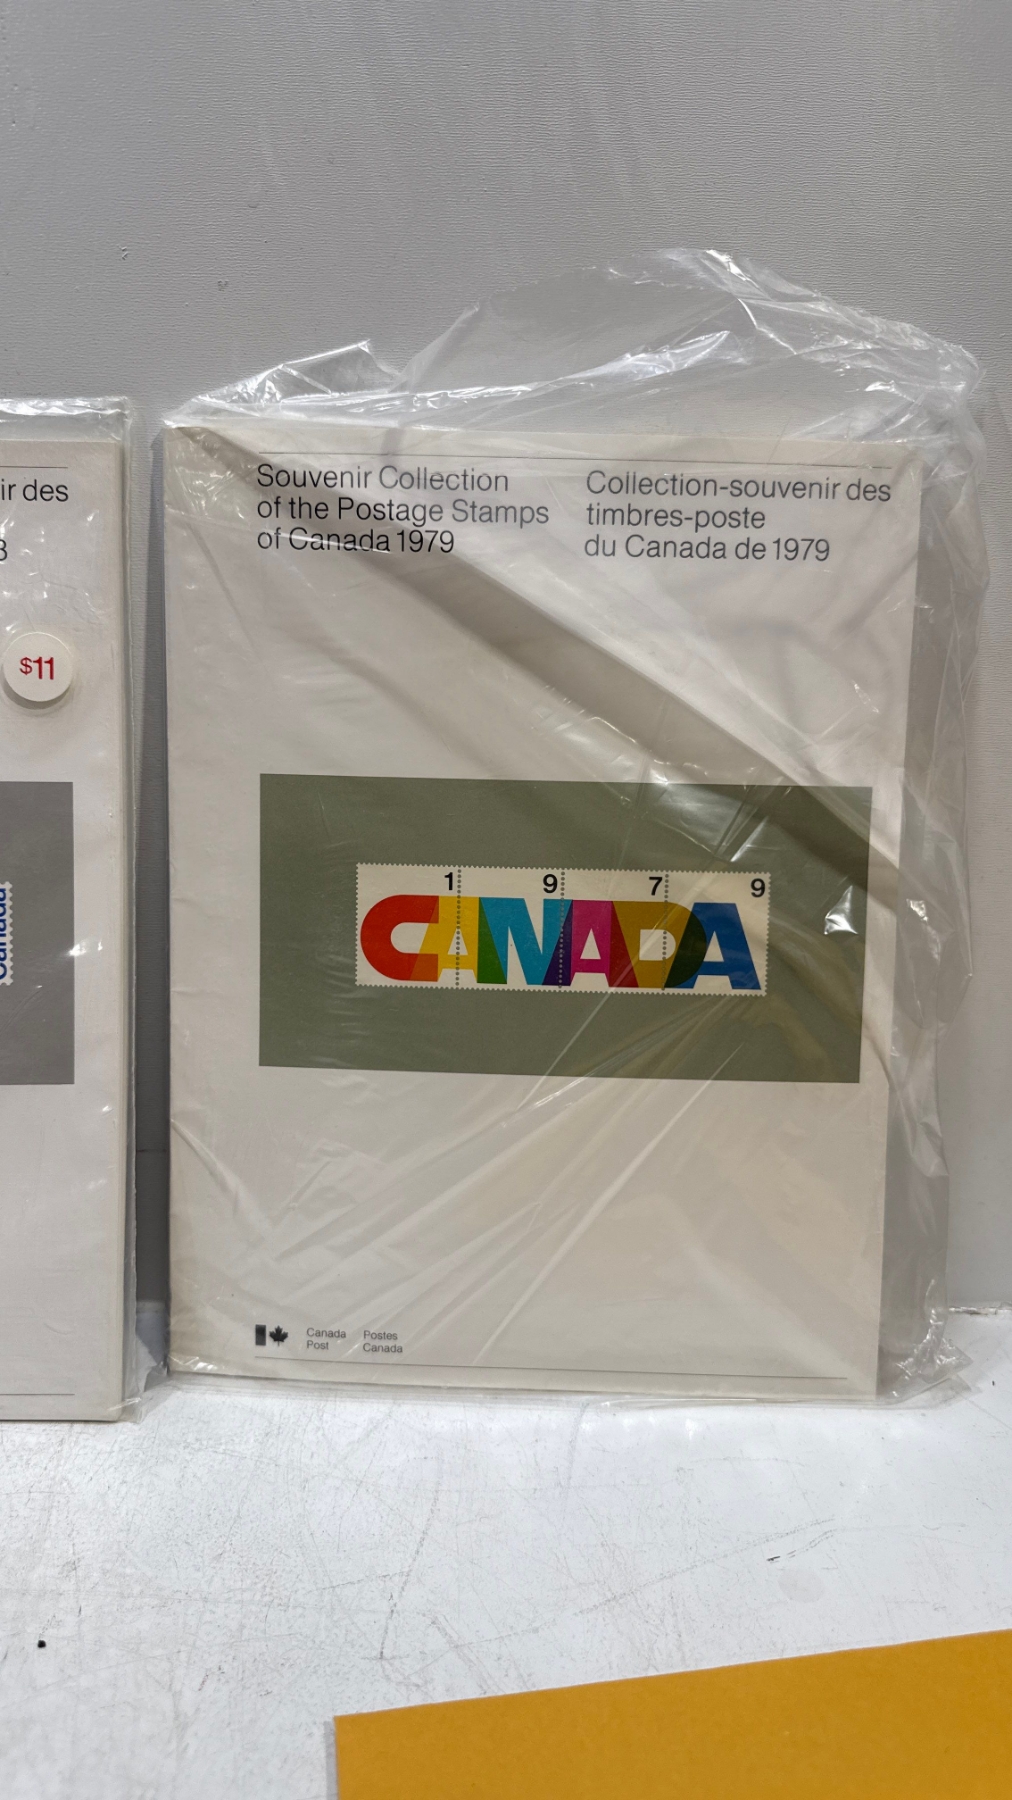 ir des
$11
Canada
Souvenir Collection
of the Postage Stamps
of Canada 1979
Collection-souvenir des
timbres-poste
du Canada de 1979
1 9 7 9
CANADA
Canada
Post
Postes
Canada